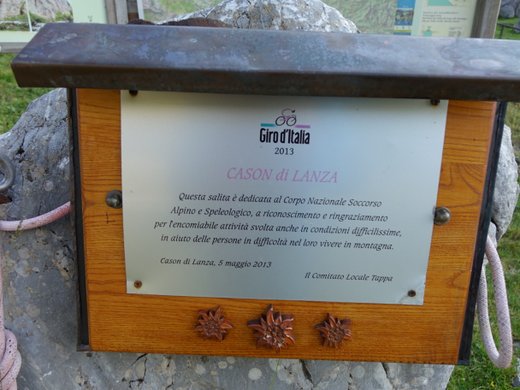 Giro d'Italia
2013
CASON di LANZA
Questa salita è dedicata al Corpo Nazionale Soccorso
Alpino e Speleologico, a riconoscimento e ringraziamento
per l'encomiabile attività svolta anche in condizioni difficilissime,
in aiuto delle persone in difficoltà nel loro vivere in montagna.
Cason di Lanza, 5 maggio 2013
Il Comitato Locale Tappa